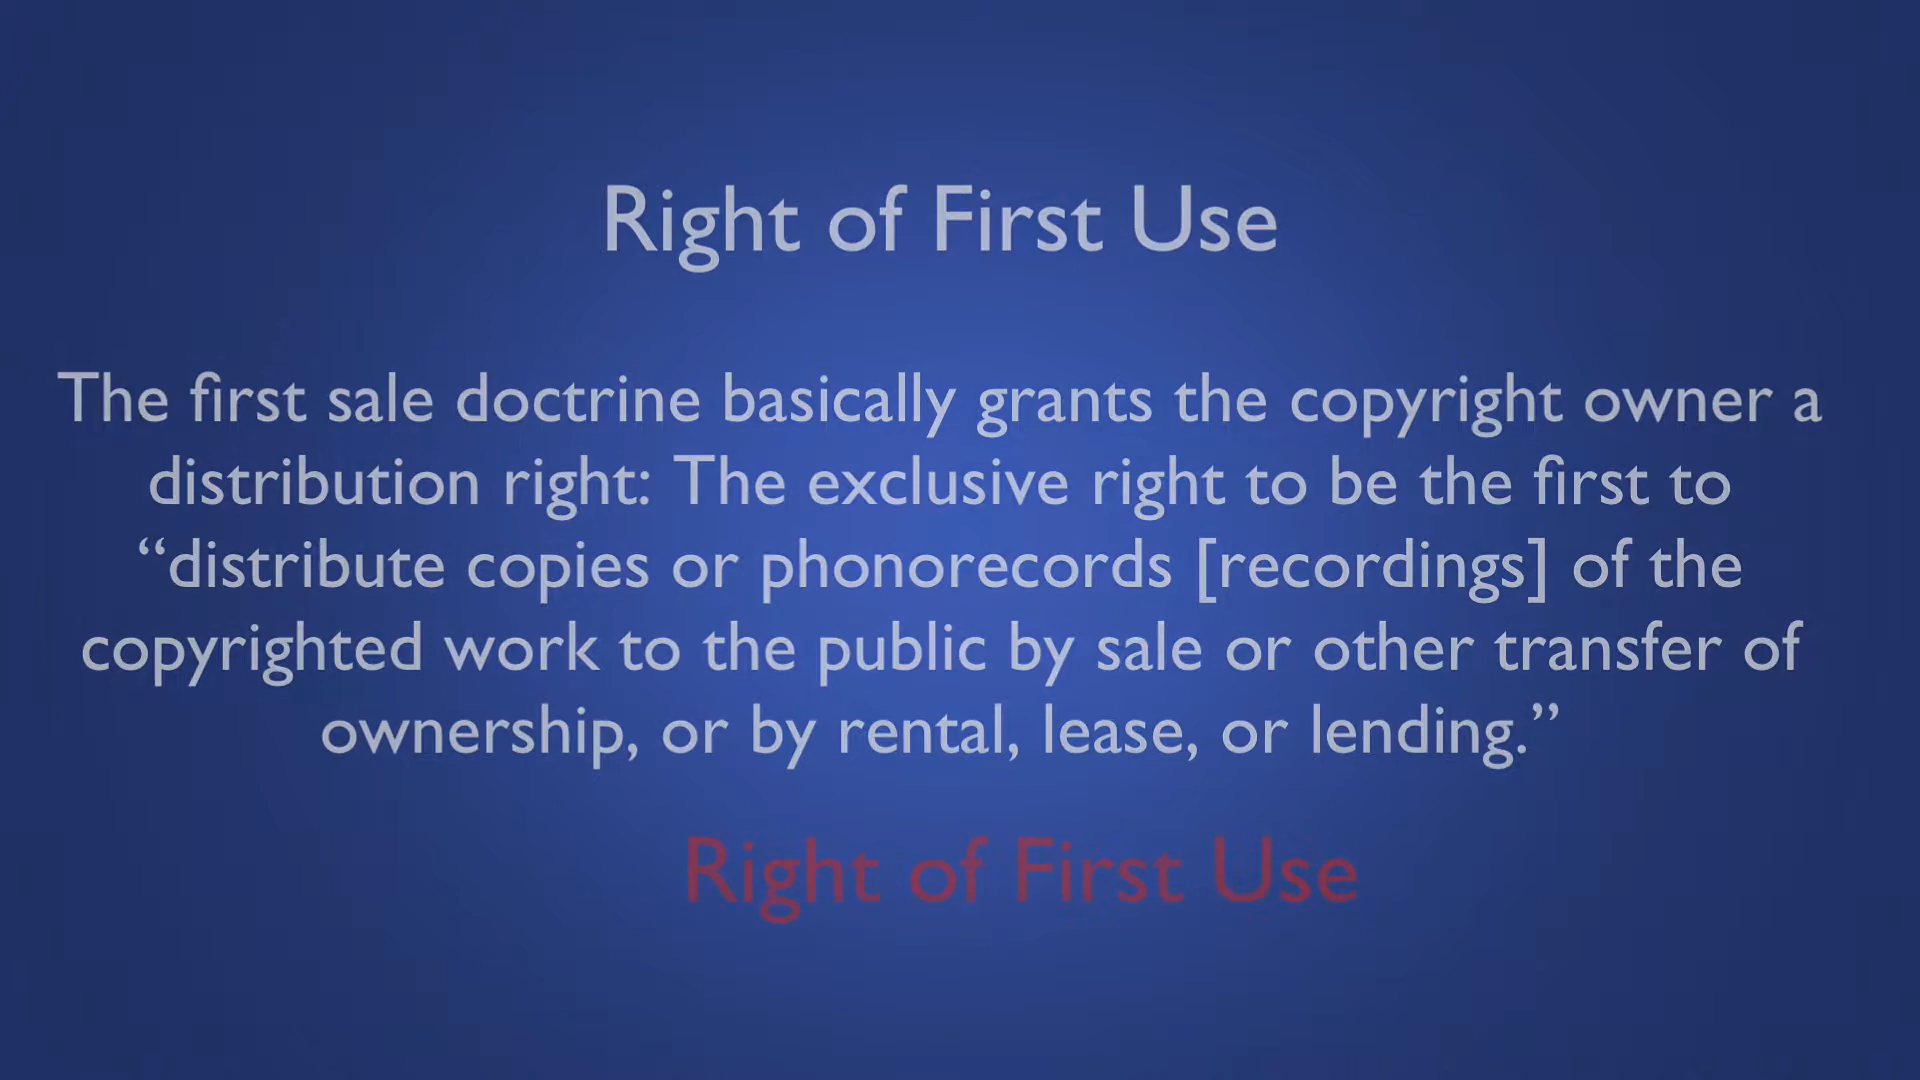 Right of First Use
The first sale doctrine basically grants the copyright owner a
distribution right: The exclusive right to be the first to
“distribute copies or phonorecords [recordings] of the
copyrighted work to the public by sale or other transfer of
ownership, or by rental, lease, or lending.”
Right of First Use